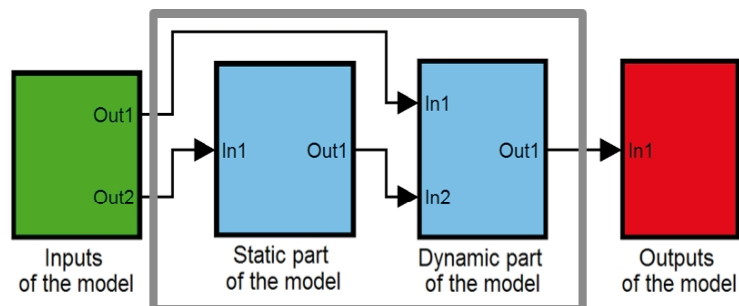 Out1
Out2
Inputs
of the model
In1
Out1
Static part
of the model
In1
In2
Out1
Dynamic part
of the model
In1
Outputs
of the model